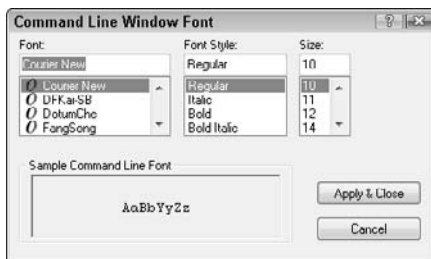 Command Line Window Font
Font:
Font Style:
Size:
Courier New
Regular
10
Courier New
DFKai-SB
DotumChe
FangSong
Regular
Italic
Bold
Bold Italic
10
11
12
14
Sample Command Line Font
AaBbYyZz
Apply & Close
Cancel